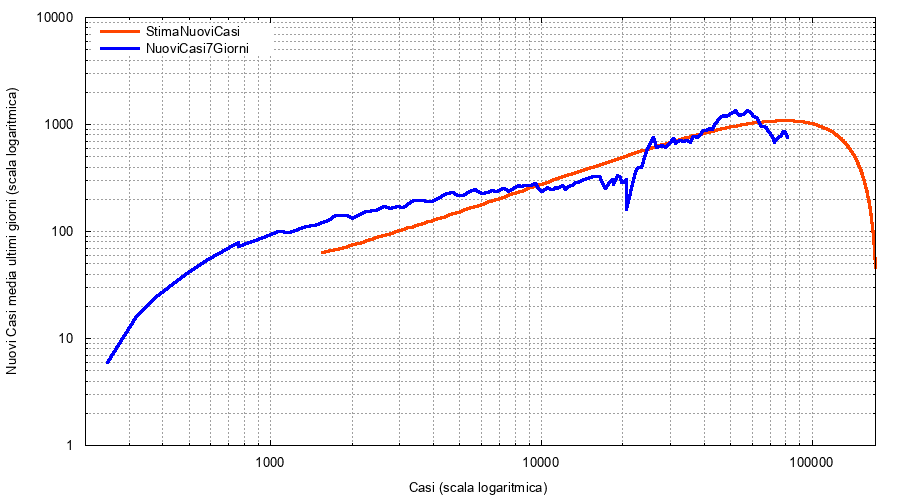 10000
StimaNuoviCasi
NuoviCasi7Giorni
1000
100
10
1
Nuovi Casi media ultimi giorni (scala logaritmica)
1000
10000
100000
Casi (scala logaritmica)